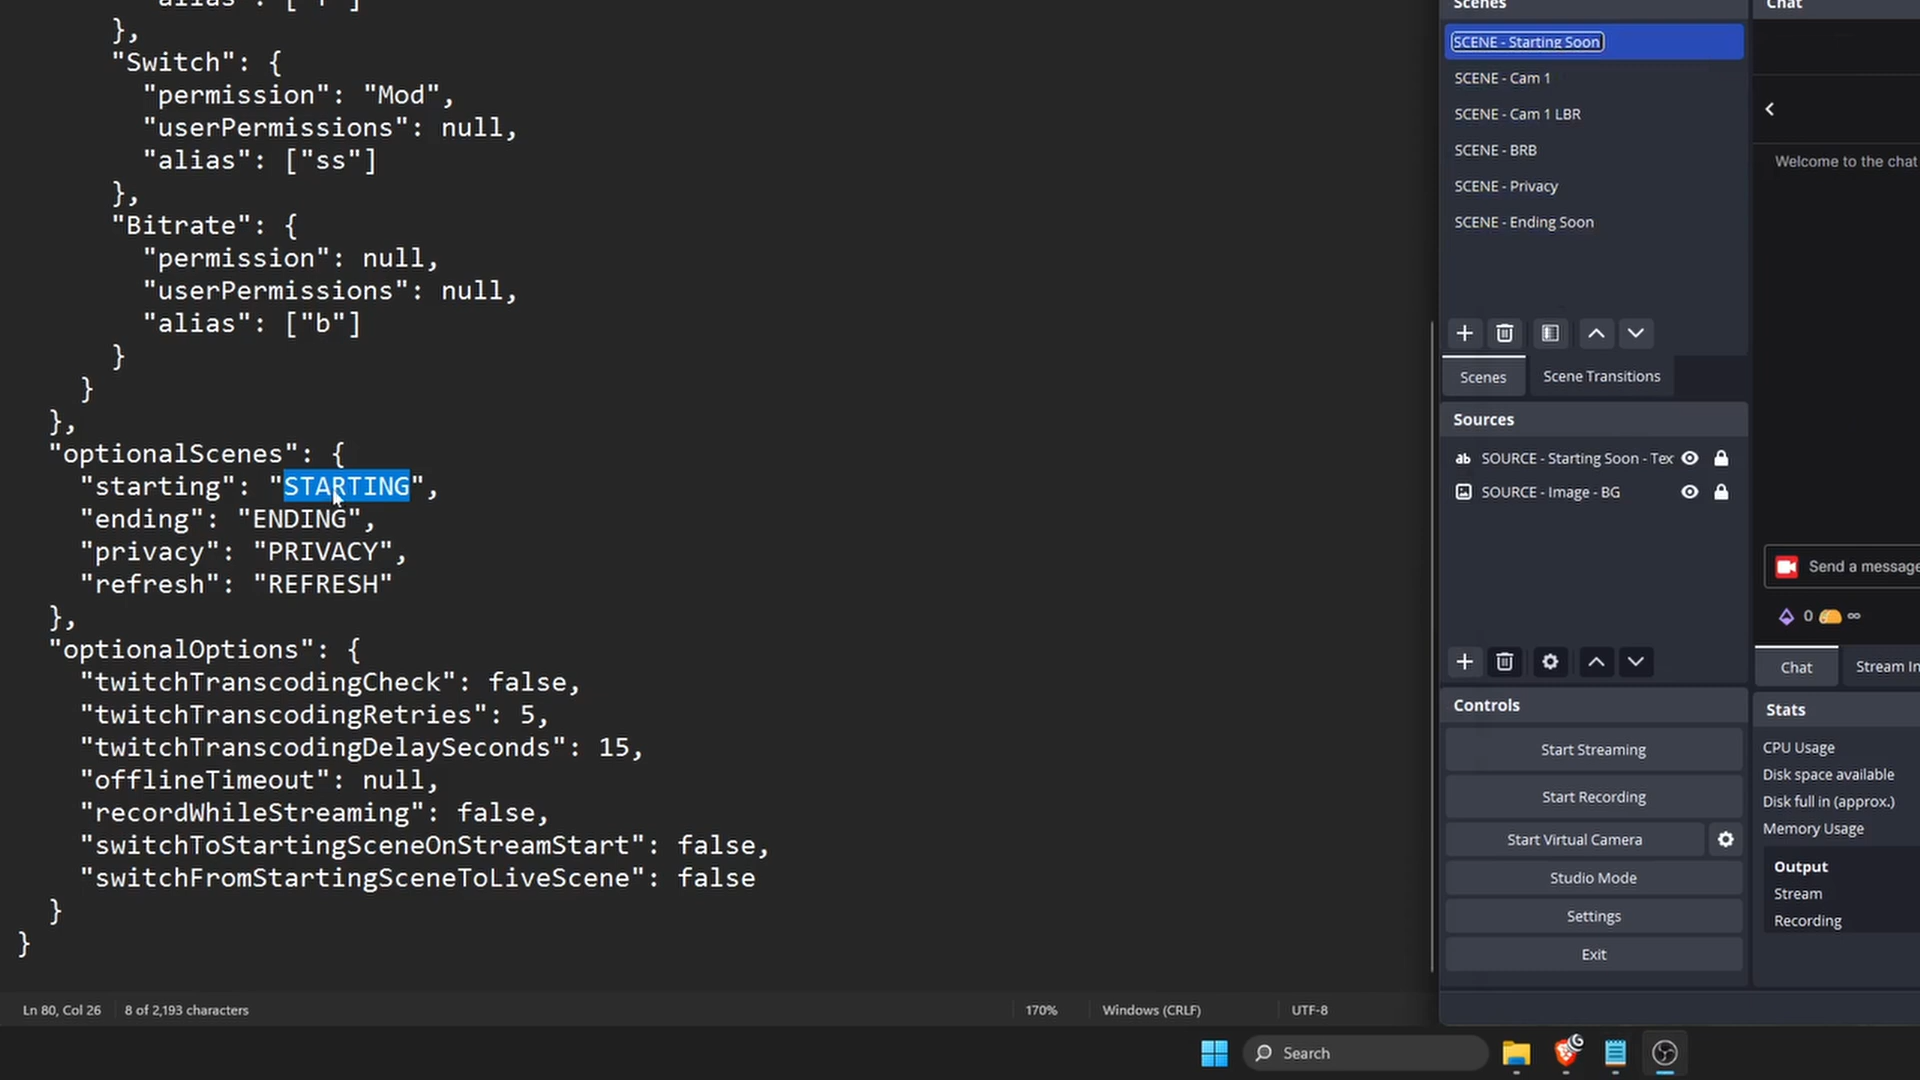 "alias": ["f"]
},
"Switch": {
"permission": "Mod",
"userPermissions": null,
"alias": ["ss"]
},
"Bitrate": {
"permission": null,
"userPermissions": null,
"alias": ["b"]
}
}
},
"optionalScenes": {
"starting": "STARTING",
"ending": "ENDING",
"privacy": "PRIVACY",
"refresh": "REFRESH"
},
"optionalOptions": {
"twitchTranscodingCheck": false,
"twitchTranscodingRetries": 5,
"twitchTranscodingDelaySeconds": 15,
"offlineTimeout": null,
"recordWhileStreaming": false,
"switchToStartingSceneOnStreamStart": false,
"switchFromStartingSceneToLiveScene": false
}
}
Ln 80, Col 26
8 of 2,193 characters
170%
Windows (CRLF)
UTF-8
Scenes
SCENE - Starting Soon
SCENE - Cam 1
SCENE - Cam 1 LBR
SCENE - BRB
SCENE - Privacy
SCENE - Ending Soon
Scenes
Scene Transitions
Sources
ab SOURCE - Starting Soon - Tex
SOURCE - Image - BG
Controls
Start Streaming
Start Recording
Start Virtual Camera
Studio Mode
Settings
Exit
Chat
Welcome to the chat
Send a message
0 ∞
Chat
Stream In
Stats
CPU Usage
Disk space available
Disk full in (approx.)
Memory Usage
Output
Stream
Recording
Search